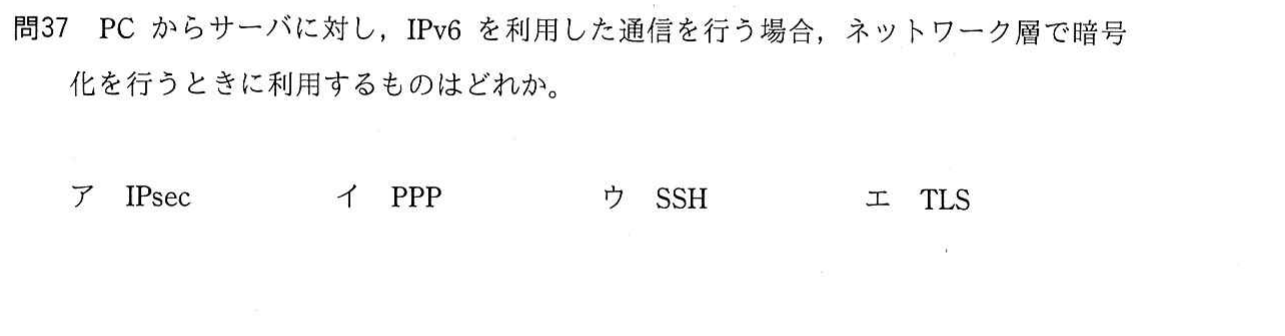 問37 PC からサーバに対し，IPv6 を利用した通信を行う場合，ネットワーク層で暗号
化を行うときに利用するものはどれか。
ア IPsec イ PPP ウ SSH エ TLS